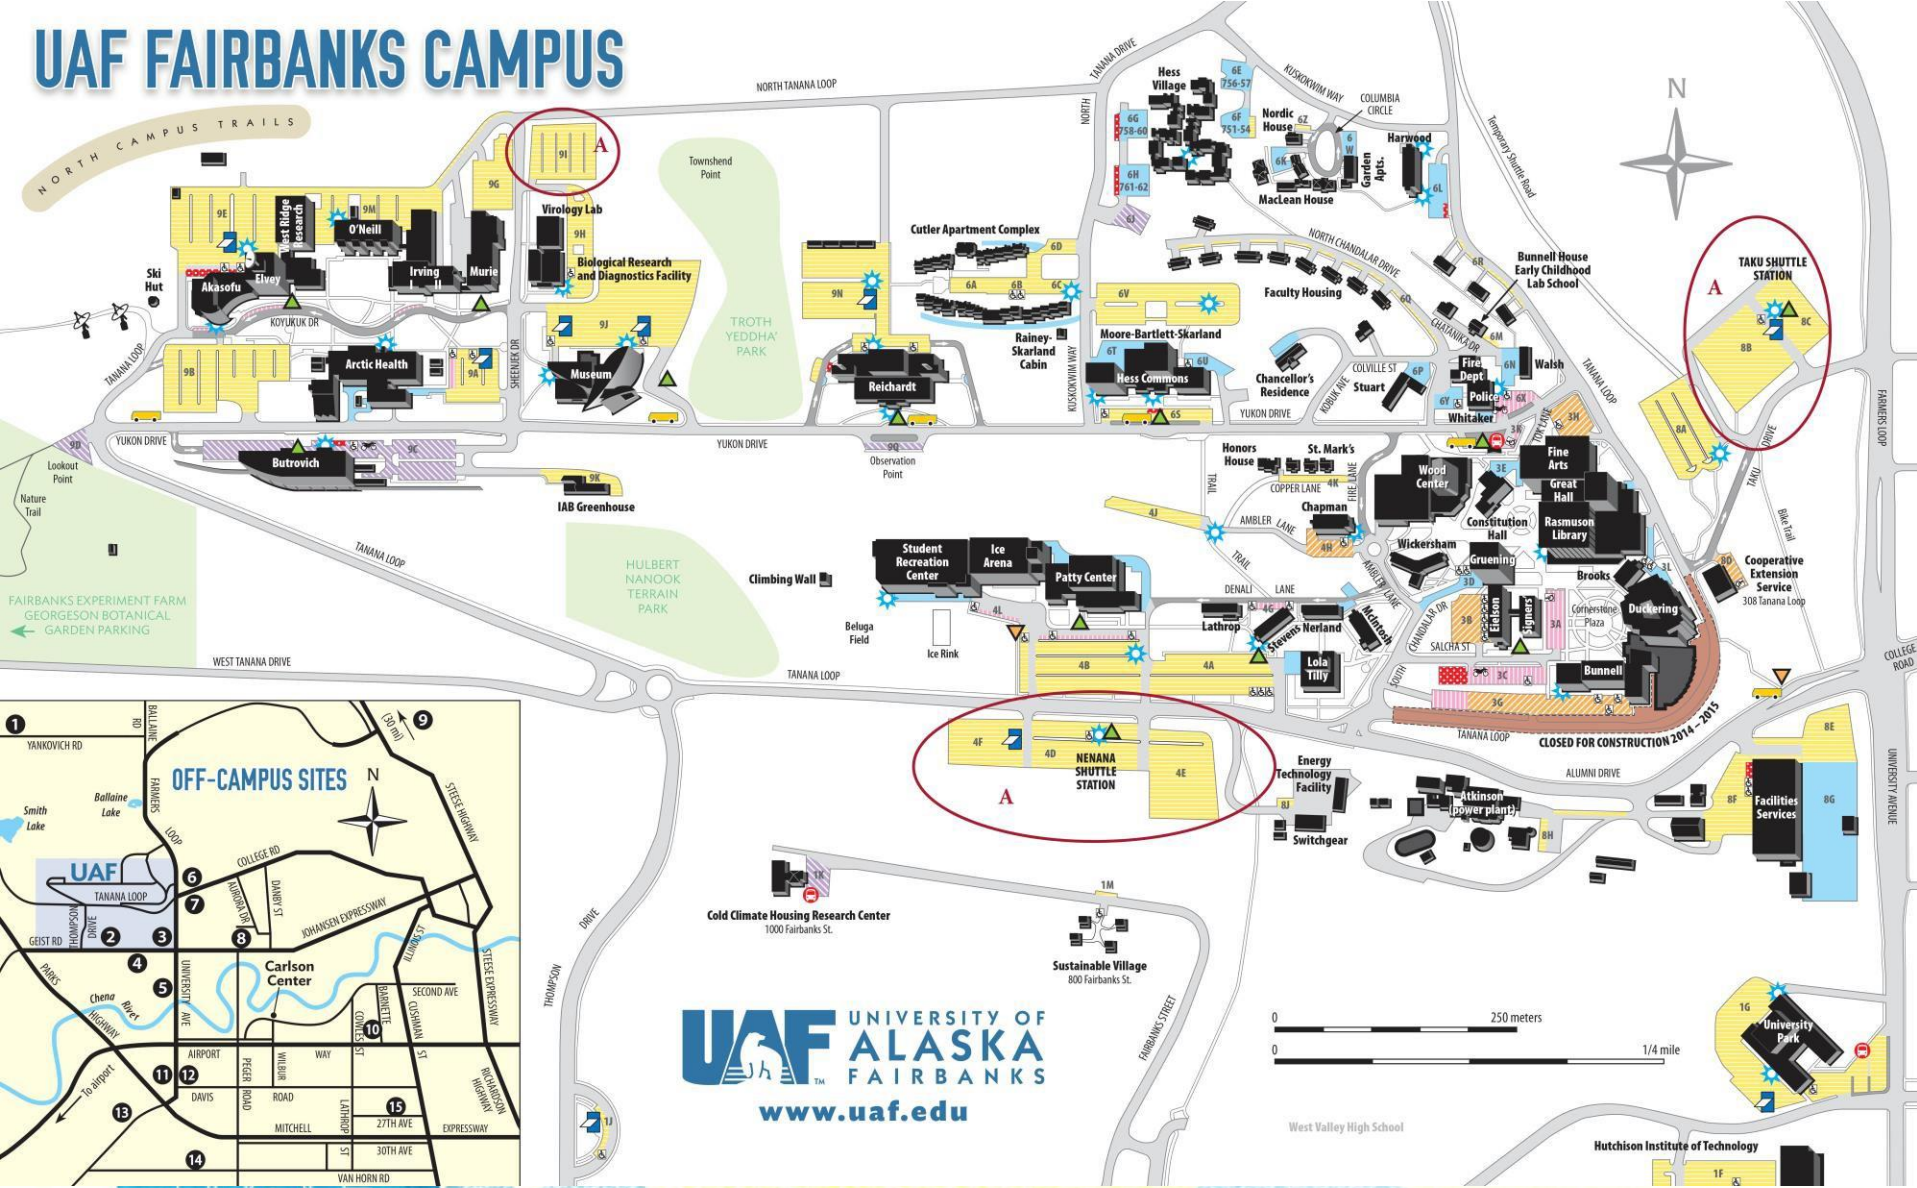 UAF FAIRBANKS CAMPUS
NORTH CAMPUS TRAILS
NORTH TANANA LOOP
TANANA DRIVE
NORTH
Hess
Village
6E
756-57
6F
751-54
6G
758-60
6H
761-62
6J
KUSKOKWIM WAY
COLUMBIA
CIRCLE
Nordic
House
6Z
6K
6
W
Garden
Apts.
MacLean House
Harwood
6L
Temporary Shuttle Road
N
9I
A
9G
Virology Lab
9H
Biological Research
and Diagnostics Facility
9E
West Ridge
Research
9M
O'Neill
Irving
I
II
Murie
Elvey
Akasofu
Ski
Hut
KOYUKUK DR
TANANA LOOP
9B
Arctic Health
9A
SHEENJEK DR
9J
Museum
Townshend
Point
TROTH
YEDDHA'
PARK
9N
Reichardt
Cutler Apartment Complex
6D
6A
6B
6C
Rainey-
Skarland
Cabin
KUSKOKWIM WAY
6V
Moore-Bartlett-Skarland
6T
6U
Hess Commons
6S
NORTH CHANDALAR DRIVE
Faculty Housing
6R
6Q
Bunnell House
Early Childhood
Lab School
CHATANIKA DR
6M
Chancellor's
Residence
COLVILLE ST
KOBUK AVE
Stuart
6P
Fire
Dept
6N
Walsh
6Y
Police
6X
Whitaker
TANANA LOOP
TAKU SHUTTLE
STATION
A
8C
8B
8A
TAKU
DRIVE
FARMERS LOOP
YUKON DRIVE
9D
Lookout
Point
Nature
Trail
Butrovich
9C
9K
IAB Greenhouse
YUKON DRIVE
9Q
Observation
Point
YUKON DRIVE
3K
TOK LANE
3H
Honors
House
St. Mark's
COPPER LANE
4K
FIRE LANE
TRAIL
Wood
Center
3E
Fine
Arts
Great
Hall
Constitution
Hall
Rasmuson
Library
4J
AMBLER LANE
Chapman
4H
TRAIL
Wickersham
Gruening
3D
Brooks
3L
8D
Cooperative
Extension
Service
308 Tanana Loop
Bike Trail
TANANA LOOP
HULBERT
NANOOK
TERRAIN
PARK
Climbing Wall
Student
Recreation
Center
Ice
Arena
Patty Center
4L
Beluga
Field
Ice Rink
DENALI LANE
4G
Lathrop
Stevens
Nerland
McIntosh
AMBLER LANE
CHANDALAR DR
SOUTH
3B
Eielson
Signers'
3A
Cornerstone
Plaza
Duckering
SALCHA ST
3C
Bunnell
3G
Lola
Tilly
4B
4A
TANANA LOOP
TANANA LOOP
CLOSED FOR CONSTRUCTION 2014 – 2015
COLLEGE
ROAD
FAIRBANKS EXPERIMENT FARM
GEORGESON BOTANICAL
GARDEN PARKING
WEST TANANA DRIVE
4F
4D
NENANA
SHUTTLE
STATION
4E
A
Energy
Technology
Facility
8J
Switchgear
ALUMNI DRIVE
Atkinson
(power plant)
8H
8F
Facilities
Services
8E
8G
UNIVERSITY AVENUE
OFF-CAMPUS SITES
N
1
YANKOVICH RD
BALLAINE
RD
(30 mi)
9
STEESE HIGHWAY
FARMERS
LOOP
Ballaine
Lake
Smith
Lake
UAF
TANANA LOOP
COLLEGE RD
6
7
AURORA DR
DANBY ST
THOMPSON
DRIVE
JOHANSEN EXPRESSWAY
GEIST RD
2
3
8
4
5
ILLINOIS ST
STEESE EXPRESSWAY
PARKS
HIGHWAY
Chena
River
UNIVERSITY
AVE
Carlson
Center
SECOND AVE
BARNETTE
COWLES ST
CUSHMAN
ST
10
AIRPORT
WAY
PEGER
ROAD
WILBUR
11
12
DAVIS
ROAD
To airport
13
LATHROP
ST
15
27TH AVE
MITCHELL
EXPRESSWAY
30TH AVE
RICHARDSON
HIGHWAY
14
VAN HORN RD
THOMPSON
DRIVE
1J
1K
Cold Climate Housing Research Center
1000 Fairbanks St.
1M
Sustainable Village
800 Fairbanks St.
FAIRBANKS STREET
UAF
TM
UNIVERSITY OF
ALASKA
FAIRBANKS
www.uaf.edu
0
250 meters
0
1/4 mile
1G
University
Park
West Valley High School
Hutchison Institute of Technology
1F